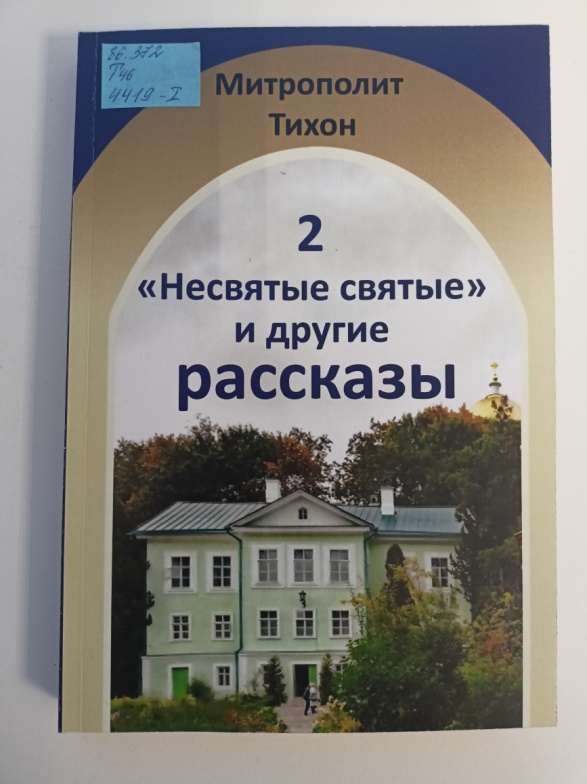 86.372
Т46
4419-I
Митрополит
Тихон
2
«Несвятые святые»
и другие
рассказы